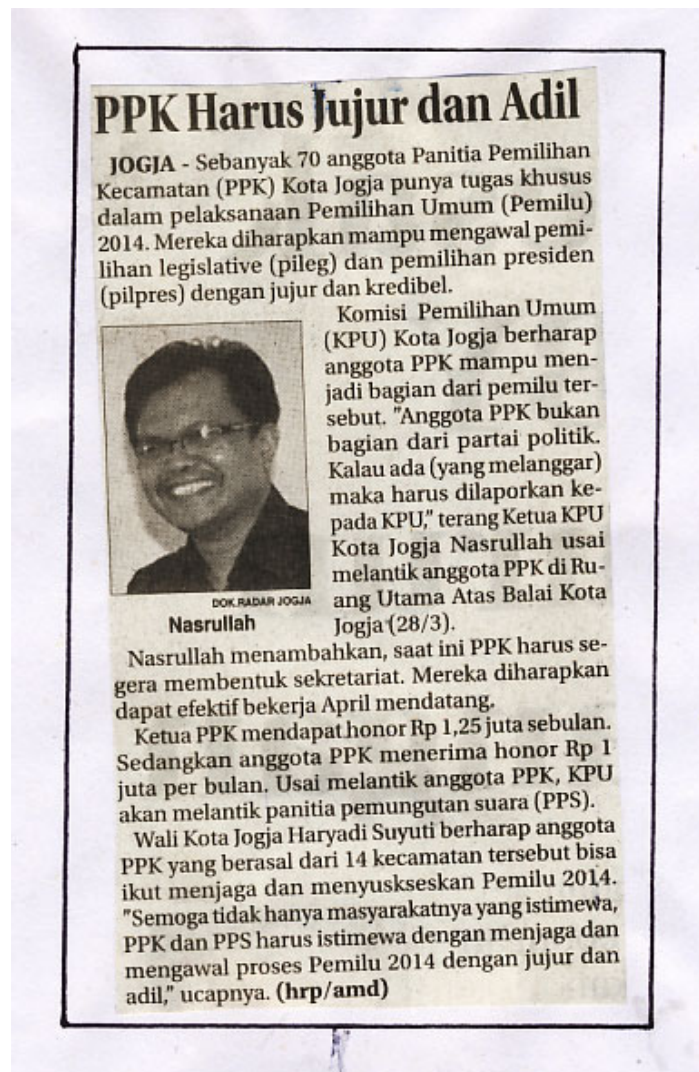 PPK Harus Jujur dan Adil
JOGJA - Sebanyak 70 anggota Panitia Pemilihan
Kecamatan (PPK) Kota Jogja punya tugas khusus
dalam pelaksanaan Pemilihan Umum (Pemilu)
2014. Mereka diharapkan mampu mengawal pemi-
lihan legislative (pileg) dan pemilihan presiden
(pilpres) dengan jujur dan kredibel.
Komisi Pemilihan Umum
(KPU) Kota Jogja berharap
anggota PPK mampu men-
jadi bagian dari pemilu ter-
sebut. "Anggota PPK bukan
bagian dari partai politik.
Kalau ada (yang melanggar)
maka harus dilaporkan ke-
pada KPU," terang Ketua KPU
Kota Jogja Nasrullah usai
melantik anggota PPK di Ru-
ang Utama Atas Balai Kota
Jogja (28/3).
DOK.RADAR JOGJA
Nasrullah
Nasrullah menambahkan, saat ini PPK harus se-
gera membentuk sekretariat. Mereka diharapkan
dapat efektif bekerja April mendatang.
Ketua PPK mendapat honor Rp 1,25 juta sebulan.
Sedangkan anggota PPK menerima honor Rp 1
juta per bulan. Usai melantik anggota PPK, KPU
akan melantik panitia pemungutan suara (PPS).
Wali Kota Jogja Haryadi Suyuti berharap anggota
PPK yang berasal dari 14 kecamatan tersebut bisa
ikut menjaga dan menyuskseskan Pemilu 2014.
"Semoga tidak hanya masyarakatnya yang istimewa,
PPK dan PPS harus istimewa dengan menjaga dan
mengawal proses Pemilu 2014 dengan jujur dan
adil," ucapnya. (hrp/amd)